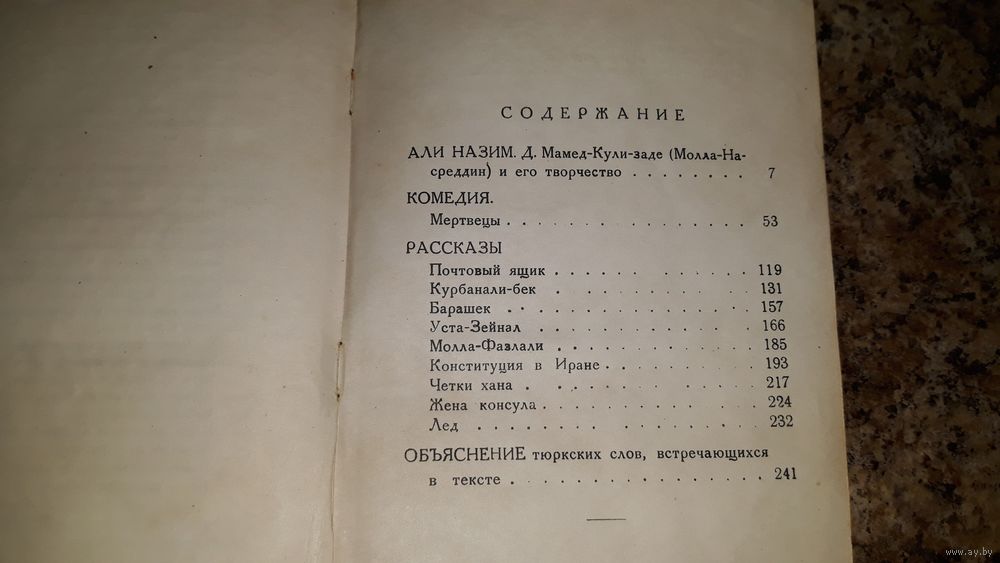 СОДЕРЖАНИЕ
АЛИ НАЗИМ. Д. Мамед-Кули-заде (Молла-На-
среддин) и его творчество . . . . . . . . 7
КОМЕДИЯ.
Мертвецы . . . . . . . . . . . . . . . 53
РАССКАЗЫ
Почтовый ящик . . . . . . . . . . . 119
Курбанали-бек . . . . . . . . . . . 131
Барашек . . . . . . . . . . . . . . 157
Уста-Зейнал . . . . . . . . . . . . 166
Молла-Фазлали . . . . . . . . . . . 185
Конституция в Иране . . . . . . . . . 193
Четки хана . . . . . . . . . . . . 217
Жена консула . . . . . . . . . . . 224
Лед . . . . . . . . . . . . . . . 232
ОБЪЯСНЕНИЕ тюркских слов, встречающихся
в тексте . . . . . . . . . . . . . . . 241
www.ay.by